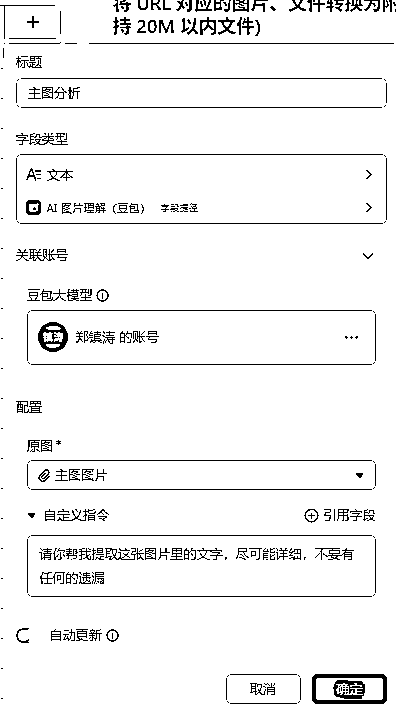 将 URL 对应的图片、文件转换为附
持 20M 以内文件)
标题
主图分析
字段类型
文本
AI 图片理解（豆包） 字段捷径
关联账号
豆包大模型
郑镇涛 的账号
配置
原图 *
主图图片
自定义指令
引用字段
请你帮我提取这张图片里的文字，尽可能详细，不要有
任何的遗漏
自动更新
取消
确定